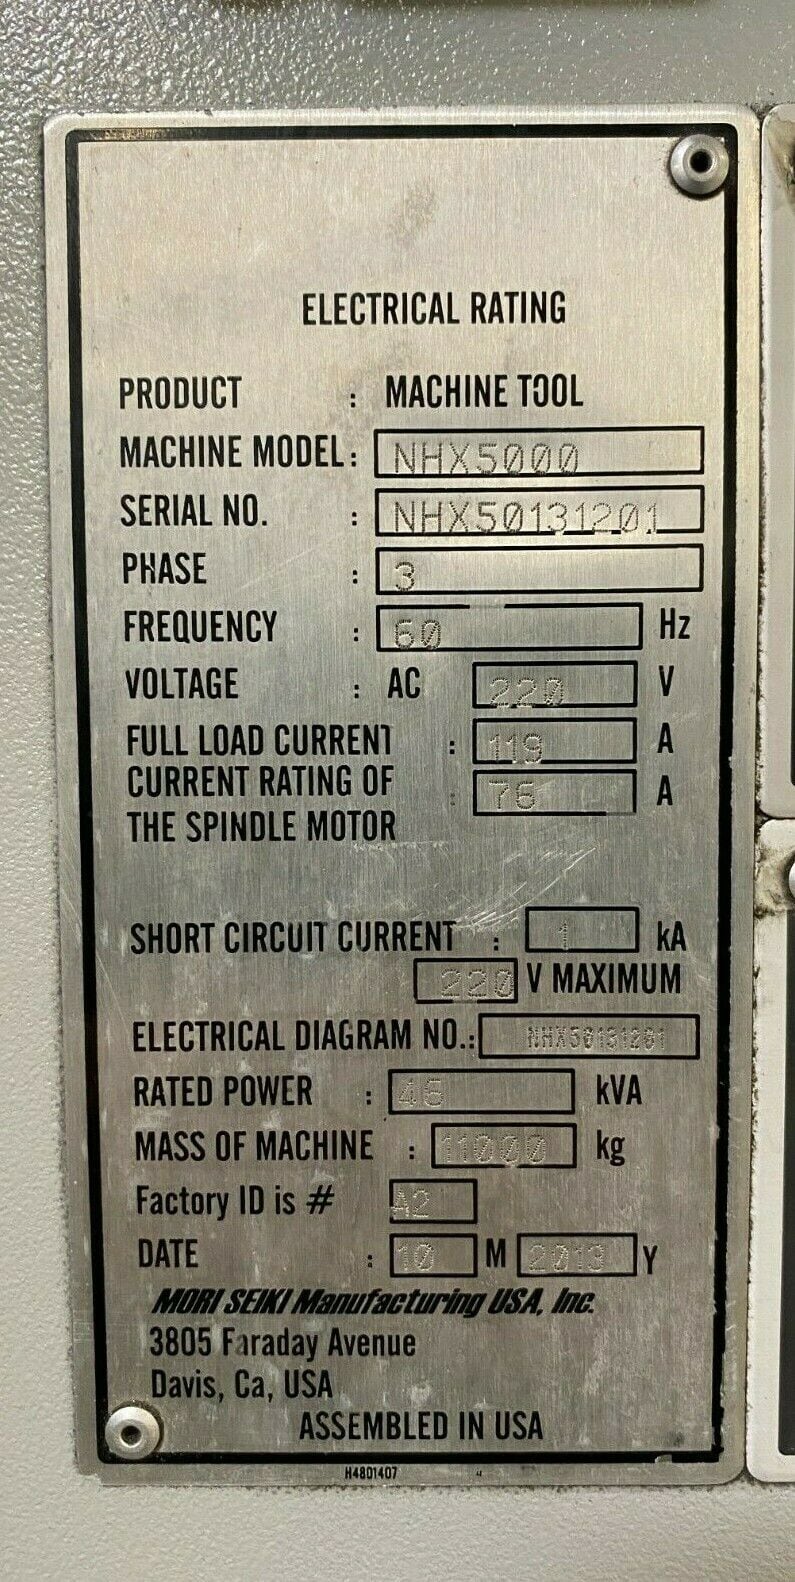 ELECTRICAL RATING
PRODUCT : MACHINE TOOL
MACHINE MODEL: NHX5000
SERIAL NO. : NHX50131201
PHASE : 3
FREQUENCY : 60 Hz
VOLTAGE : AC 220 V
FULL LOAD CURRENT : 119 A
CURRENT RATING OF : 76 A
THE SPINDLE MOTOR
SHORT CIRCUIT CURRENT : 1 kA
220 V MAXIMUM
ELECTRICAL DIAGRAM NO.: NHX50131201
RATED POWER : 46 kVA
MASS OF MACHINE : 11000 kg
Factory ID is # A2
DATE : 10 M 2013 Y
MORI SEIKI Manufacturing USA, Inc.
3805 Faraday Avenue
Davis, Ca, USA
ASSEMBLED IN USA
H4801407